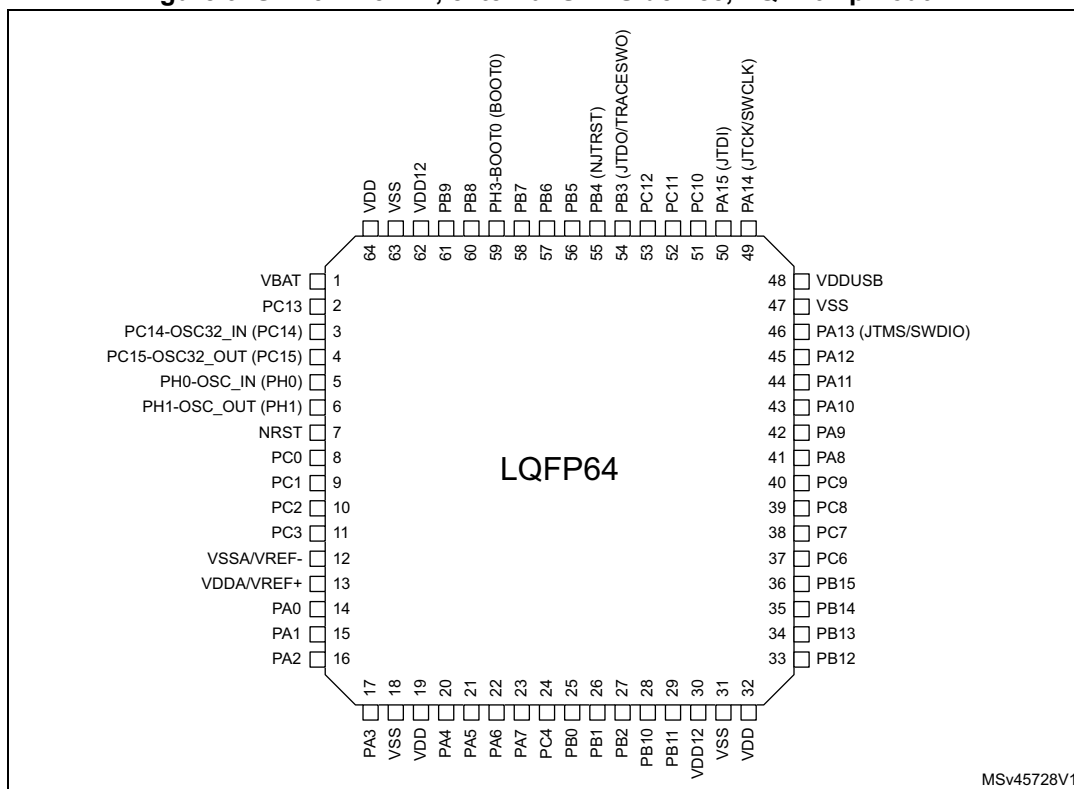 VDD
VSS
VDD12
PB9
PB8
PH3-BOOT0 (BOOT0)
PB7
PB6
PB5
PB4 (NJTRST)
PB3 (JTDO/TRACESWO)
PC12
PC11
PC10
PA15 (JTDI)
PA14 (JTCK/SWCLK)
64
63
62
61
60
59
58
57
56
55
54
53
52
51
50
49
VBAT 1
PC13 2
PC14-OSC32_IN (PC14) 3
PC15-OSC32_OUT (PC15) 4
PH0-OSC_IN (PH0) 5
PH1-OSC_OUT (PH1) 6
NRST 7
PC0 8
PC1 9
PC2 10
PC3 11
VSSA/VREF- 12
VDDA/VREF+ 13
PA0 14
PA1 15
PA2 16
LQFP64
48 VDDUSB
47 VSS
46 PA13 (JTMS/SWDIO)
45 PA12
44 PA11
43 PA10
42 PA9
41 PA8
40 PC9
39 PC8
38 PC7
37 PC6
36 PB15
35 PB14
34 PB13
33 PB12
17
18
19
20
21
22
23
24
25
26
27
28
29
30
31
32
PA3
VSS
VDD
PA4
PA5
PA6
PA7
PC4
PB0
PB1
PB2
PB10
PB11
VDD12
VSS
VDD
MSv45728V1